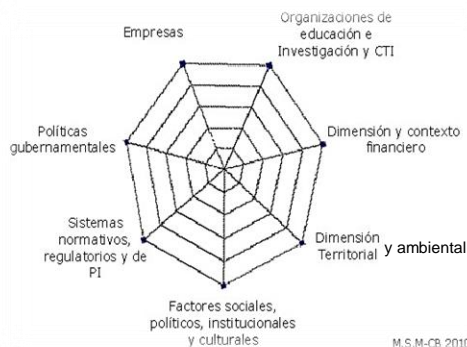 Organizaciones de
educación e
Investigación y CTI
Empresas
Políticas
gubernamentales
Dimensión y contexto
financiero
Sistemas
normativos,
regulatorios y de
PI
Dimensión
Territorial y ambiental
Factores sociales,
políticos, institucionales
y culturales
M.S.M-CB 2010